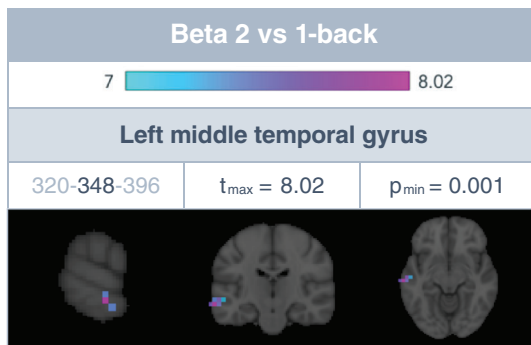 Beta 2 vs 1-back
7 8.02
Left middle temporal gyrus
320-348-396 tmax = 8.02 pmin = 0.001